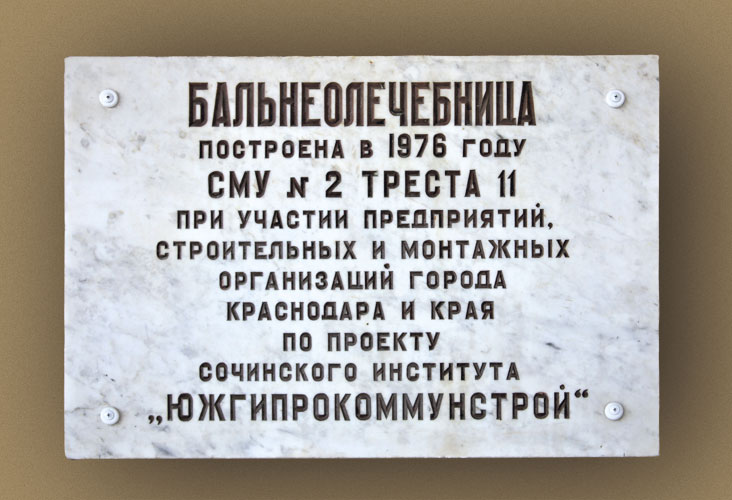 БАЛЬНЕОЛЕЧЕБНИЦА
ПОСТРОЕНА В 1976 ГОДУ
СМУ N 2 ТРЕСТА 11
ПРИ УЧАСТИИ ПРЕДПРИЯТИЙ,
СТРОИТЕЛЬНЫХ И МОНТАЖНЫХ
ОРГАНИЗАЦИЙ ГОРОДА
КРАСНОДАРА И КРАЯ
ПО ПРОЕКТУ
СОЧИНСКОГО ИНСТИТУТА
„ЮЖГИПРОКОММУНСТРОЙ“